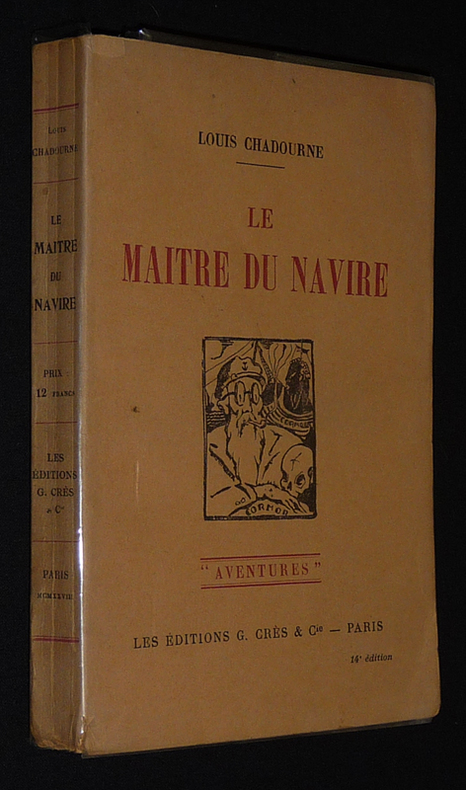 LOUIS
CHADOURNE
LE
MAITRE
DU
NAVIRE
PRIX :
12 FRANCS
LES
ÉDITIONS
G. CRÈS
& Cie
PARIS
MCMXXVIII
LOUIS CHADOURNE
LE
MAITRE DU NAVIRE
"AVENTURES"
LES ÉDITIONS G. CRÈS & Cie — PARIS
14e édition